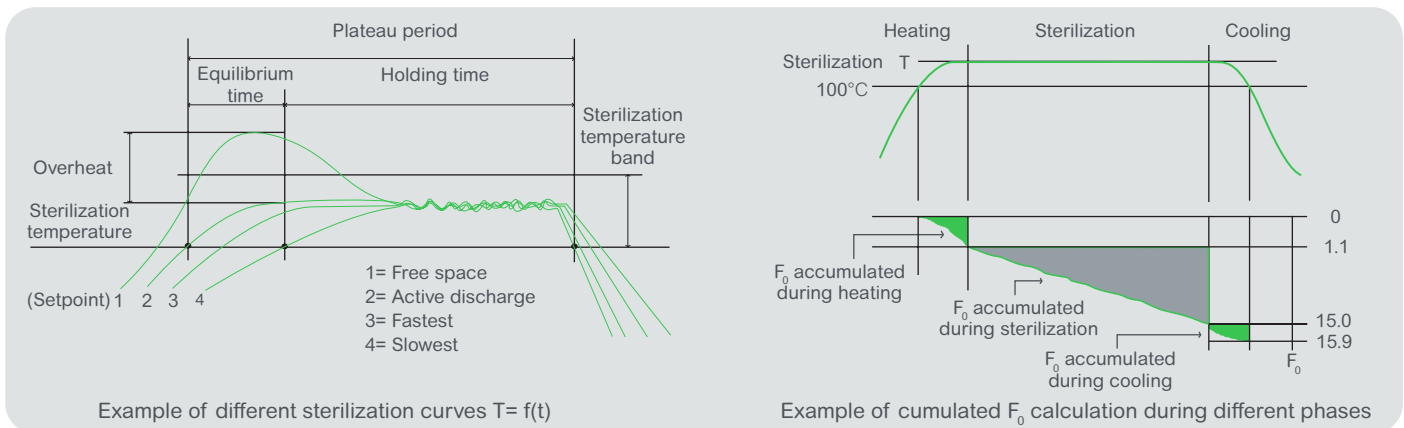 Plateau period
Equilibrium
time
Holding time
Overheat
Sterilization
temperature
Sterilization
temperature
band
(Setpoint) 1 2 3 4
1= Free space
2= Active discharge
3= Fastest
4= Slowest
Example of different sterilization curves T= f(t)
Heating
Sterilization
Cooling
Sterilization T
100°C
0
1.1
F₀ accumulated
during heating
F₀ accumulated
during sterilization
F₀ accumulated
during cooling
15.0
15.9
F₀
Example of cumulated F₀ calculation during different phases